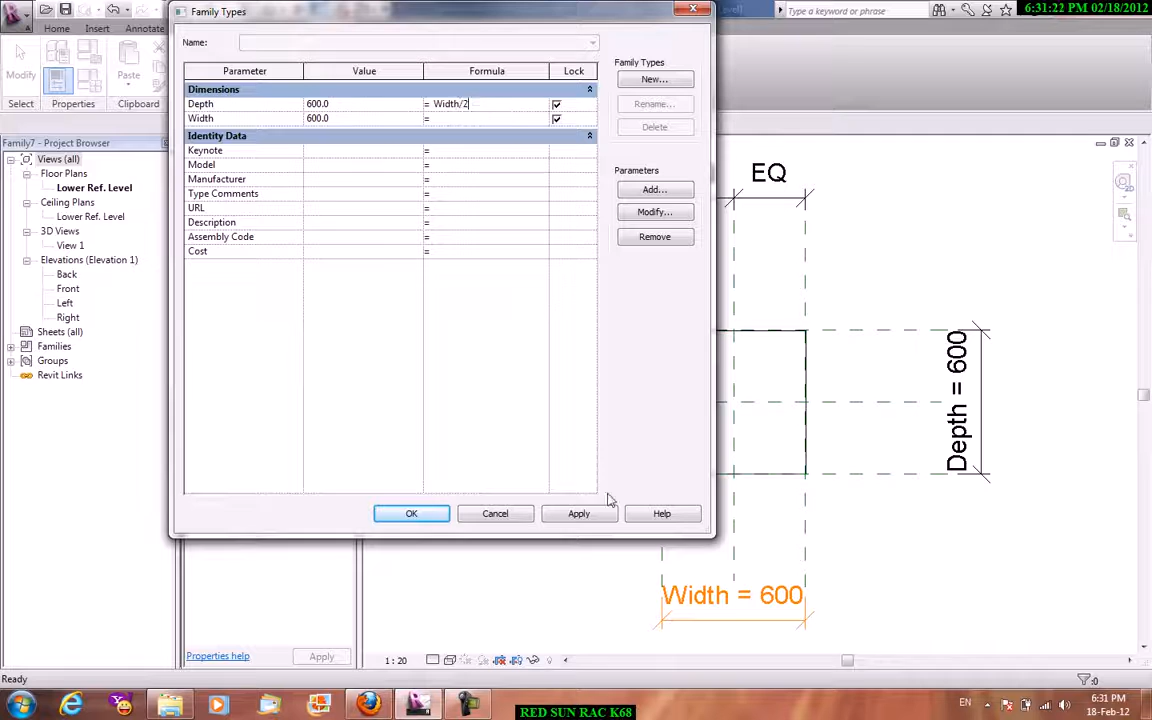 Family Types
level1
Type a keyword or phrase
6:31:22 PM 02/18/2012
Home
Insert
Annotate
Modify
Paste
Select
Properties
Clipboard
Name:
Parameter
Value
Formula
Lock
Dimensions
Depth
600.0
= Width/2
Width
600.0
=
Identity Data
Keynote
=
Model
=
Manufacturer
=
Type Comments
=
URL
=
Description
=
Assembly Code
=
Cost
=
Family Types
New...
Rename...
Delete
Parameters
Add...
Modify...
Remove
OK
Cancel
Apply
Help
Family7 - Project Browser
Views (all)
Floor Plans
Lower Ref. Level
Ceiling Plans
Lower Ref. Level
3D Views
View 1
Elevations (Elevation 1)
Back
Front
Left
Right
Sheets (all)
Families
Groups
Revit Links
EQ
Depth = 600
Width = 600
Properties help
Apply
1 : 20
Ready
:0
EN
6:31 PM
18-Feb-12
RED SUN RAC K68